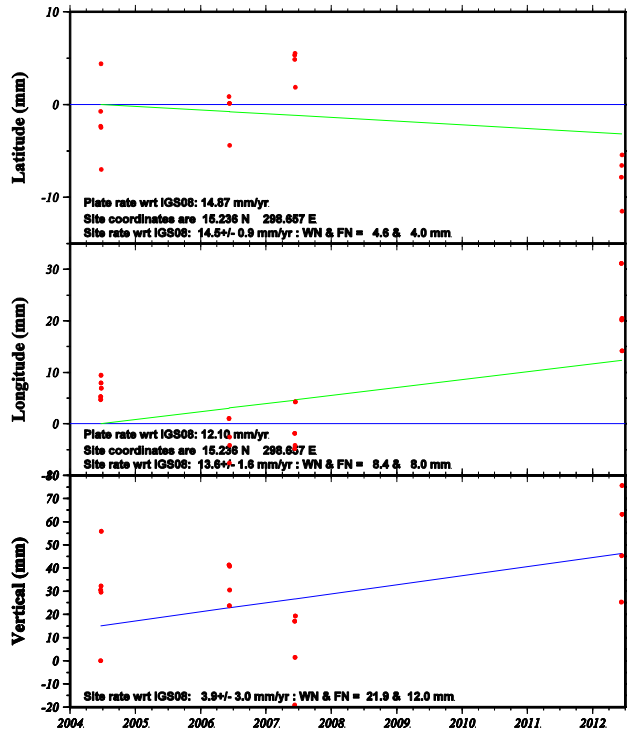 10
0
-10
Latitude (mm)
Plate rate wrt IGS08: 14.87 mm/yr.
Site coordinates are 15.236 N 298.657 E
Site rate wrt IGS08: 14.5+/- 0.9 mm/yr : WN & FN = 4.6 & 4.0 mm
30
20
10
0
Longitude (mm)
Plate rate wrt IGS08: 12.10 mm/yr.
Site coordinates are 15.236 N 298.657 E
Site rate wrt IGS08: 13.6+/- 1.6 mm/yr : WN & FN = 8.4 & 8.0 mm
70
60
50
40
30
20
10
0
-10
-20
Vertical (mm)
Site rate wrt IGS08: 3.9+/- 3.0 mm/yr : WN & FN = 21.9 & 12.0 mm
2004. 2005. 2006. 2007. 2008. 2009. 2010. 2011. 2012.